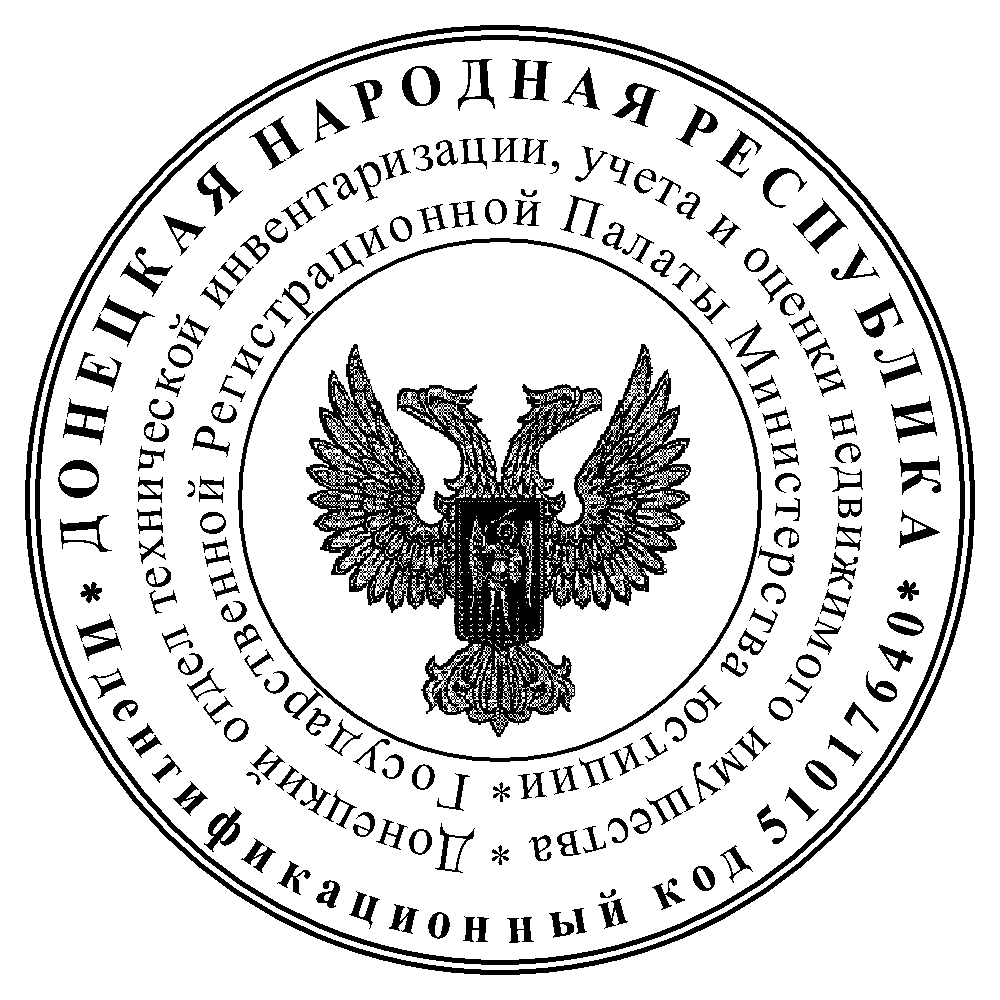 * ДОНЕЦКАЯ НАРОДНАЯ РЕСПУБЛИКА *
Идентификационный код 51017640
* Донецкий отдел технической инвентаризации, учета и оценки недвижимого имущества
* Государственной Регистрационной Палаты Министерства юстиции